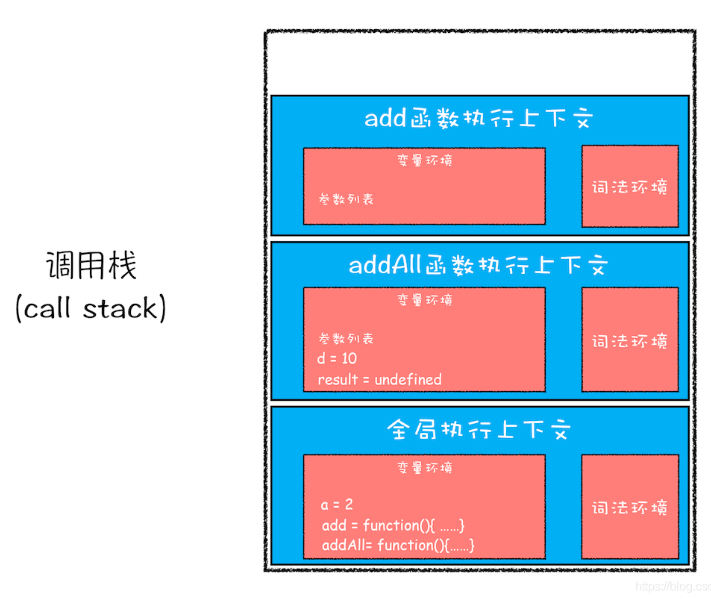 调用栈
(call stack)
add函数执行上下文
变量环境
参数列表
词法环境
addAll函数执行上下文
变量环境
参数列表
d = 10
result = undefined
词法环境
全局执行上下文
变量环境
a = 2
add = function(){ ......}
addAll= function(){......}
词法环境
https://blog.csd